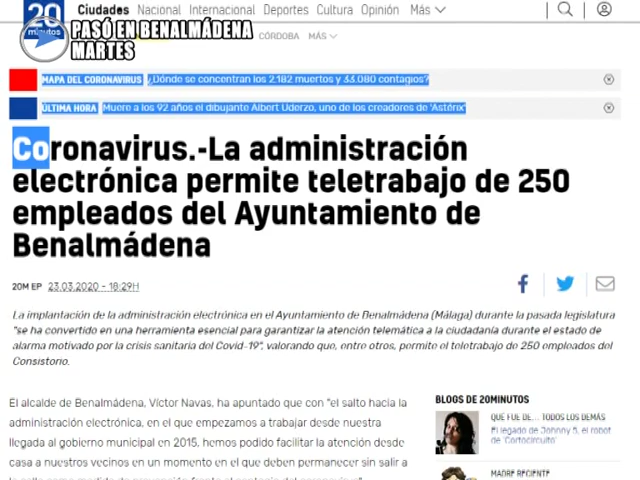 20 minutos
Ciudades Nacional Internacional Deportes Cultura Opinión Más
PASÓ EN BENALMÁDENA
MARTES
CÓRDOBA MÁS
MAPA DEL CORONAVIRUS ¿Dónde se concentran los 2.182 muertos y 33.080 contagios?
ÚLTIMA HORA Muere a los 92 años el dibujante Albert Uderzo, uno de los creadores de 'Astérix'
Coronavirus.-La administración
electrónica permite teletrabajo de 250
empleados del Ayuntamiento de
Benalmádena
20M EP 23.03.2020 - 18:29H
La implantación de la administración electrónica en el Ayuntamiento de Benalmádena (Málaga) durante la pasada legislatura
"se ha convertido en una herramienta esencial para garantizar la atención telemática a la ciudadanía durante el estado de
alarma motivado por la crisis sanitaria del Covid-19", valorando que, entre otros, permite el teletrabajo de 250 empleados del
Consistorio.
El alcalde de Benalmádena, Víctor Navas, ha apuntado que con "el salto hacia la
administración electrónica, en el que empezamos a trabajar desde nuestra
llegada al gobierno municipal en 2015, hemos podido facilitar la atención desde
casa a nuestros vecinos en un momento en el que deben permanecer sin salir a
BLOGS DE 20MINUTOS
QUÉ FUE DE... TODOS LOS DEMÁS
El legado de Johnny 5, el robot
de 'Cortocircuito'
MADRE RECIENTE